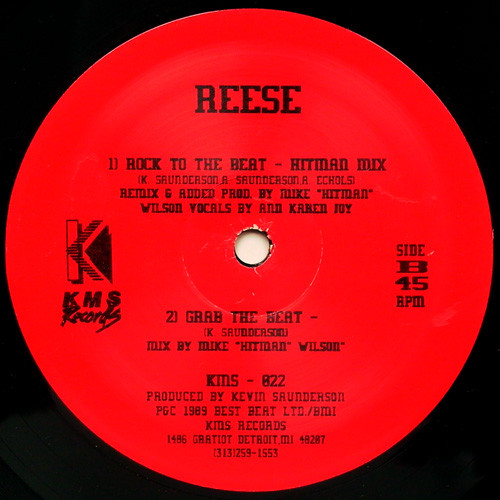 REESE
1) ROCK TO THE BEAT - HITMAN MIX
(K. SAUNDERSON,A. SAUNDERSON,A. ECHOLS)
REMIX & ADDED PROD. BY MIKE "HITMAN"
WILSON VOCALS BY ANN KAREN JOY
K
KMS
Records
SIDE
B
45
RPM
2) GRAB THE BEAT -
(K. SAUNDERSON)
MIX BY MIKE "HITMAN" WILSON"
KMS - 022
PRODUCED BY KEVIN SAUNDERSON
P&C 1989 BEST BEAT LTD./BMI
KMS RECORDS
1486 GRATIOT DETROIT,MI 48207
(313)259-1553